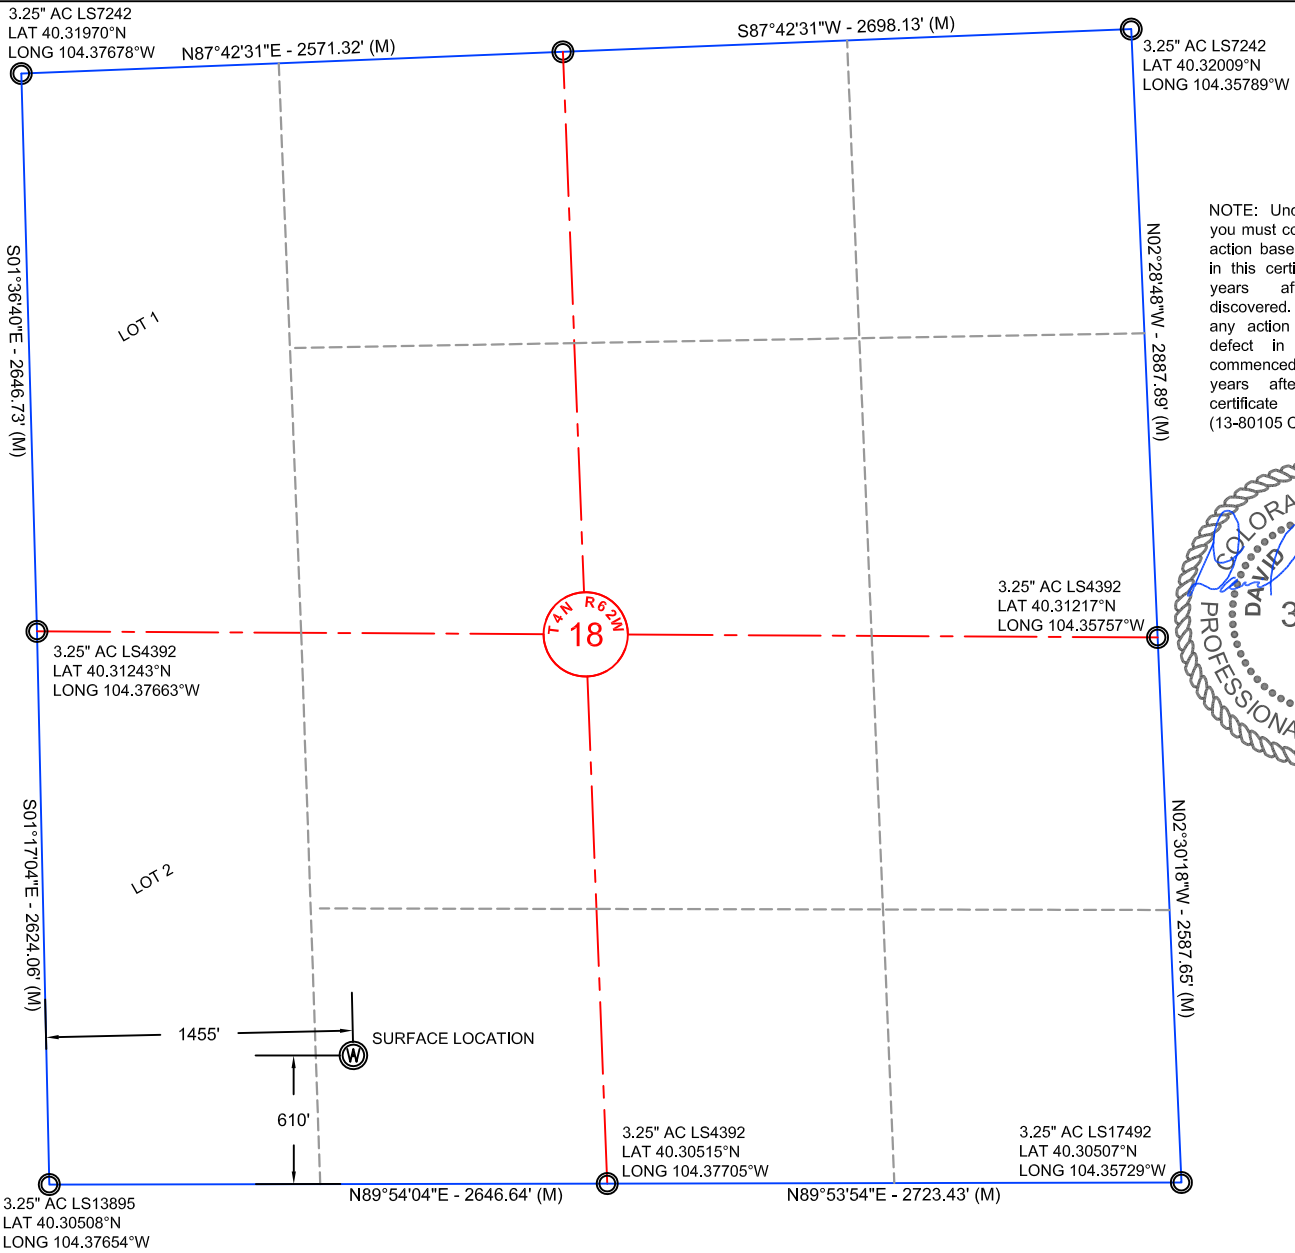 3.25" AC LS7242
LAT 40.31970°N
LONG 104.37678°W
N87°42'31"E - 2571.32' (M)
S87°42'31"W - 2698.13' (M)
3.25" AC LS7242
LAT 40.32009°N
LONG 104.35789°W
NOTE:
you must
action
in this
years
discovered.
any action
defect in
commenced
years
certificate
(13-80105
S01°36'40"E - 2646.73' (M)
N02°28'48"W - 2887.89' (M)
LOT 1
COLORA
DAVID
PROFESSIONA
3.25" AC LS4392
LAT 40.31217°N
LONG 104.35757°W
T4N R62W
18
3.25" AC LS4392
LAT 40.31243°N
LONG 104.37663°W
S01°17'04"E - 2624.06' (M)
N02°30'18"W - 2587.65' (M)
LOT 2
1455'
W
SURFACE LOCATION
610'
3.25" AC LS4392
LAT 40.30515°N
LONG 104.37705°W
3.25" AC LS17492
LAT 40.30507°N
LONG 104.35729°W
N89°54'04"E - 2646.64' (M)
N89°53'54"E - 2723.43' (M)
3.25" AC LS13895
LAT 40.30508°N
LONG 104.37654°W